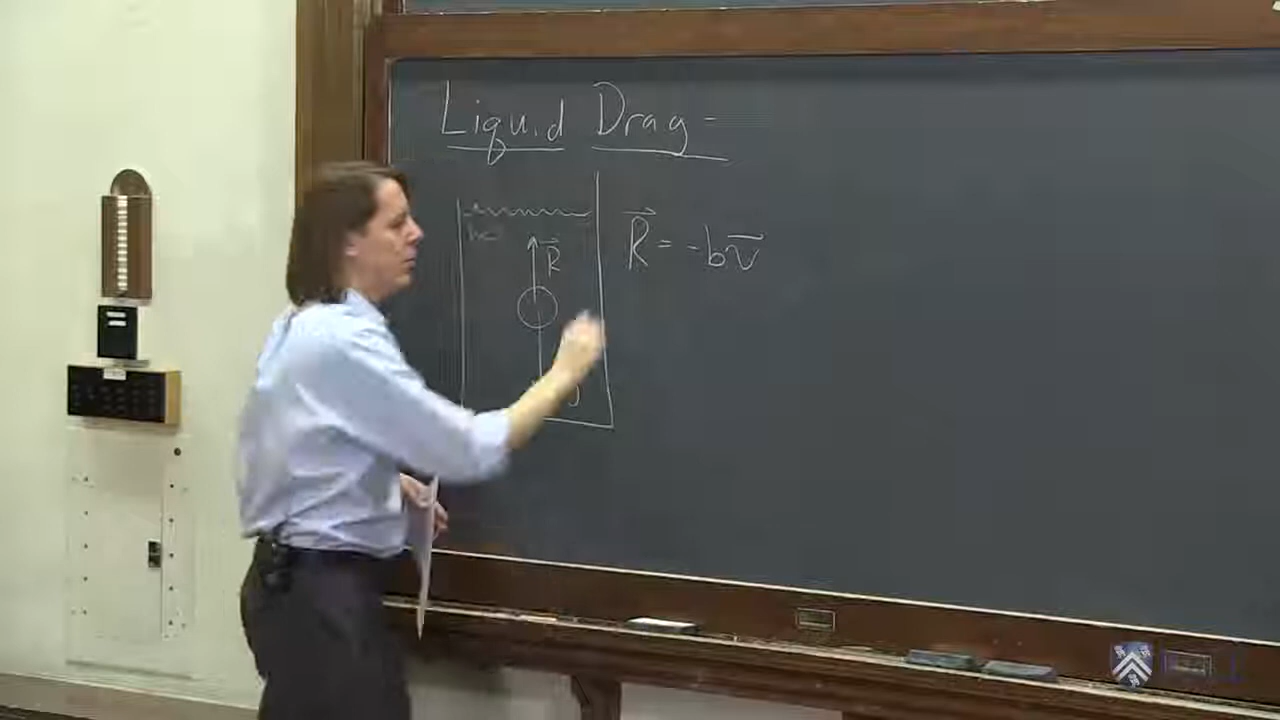 Liquid Drag-
R = -bv
R